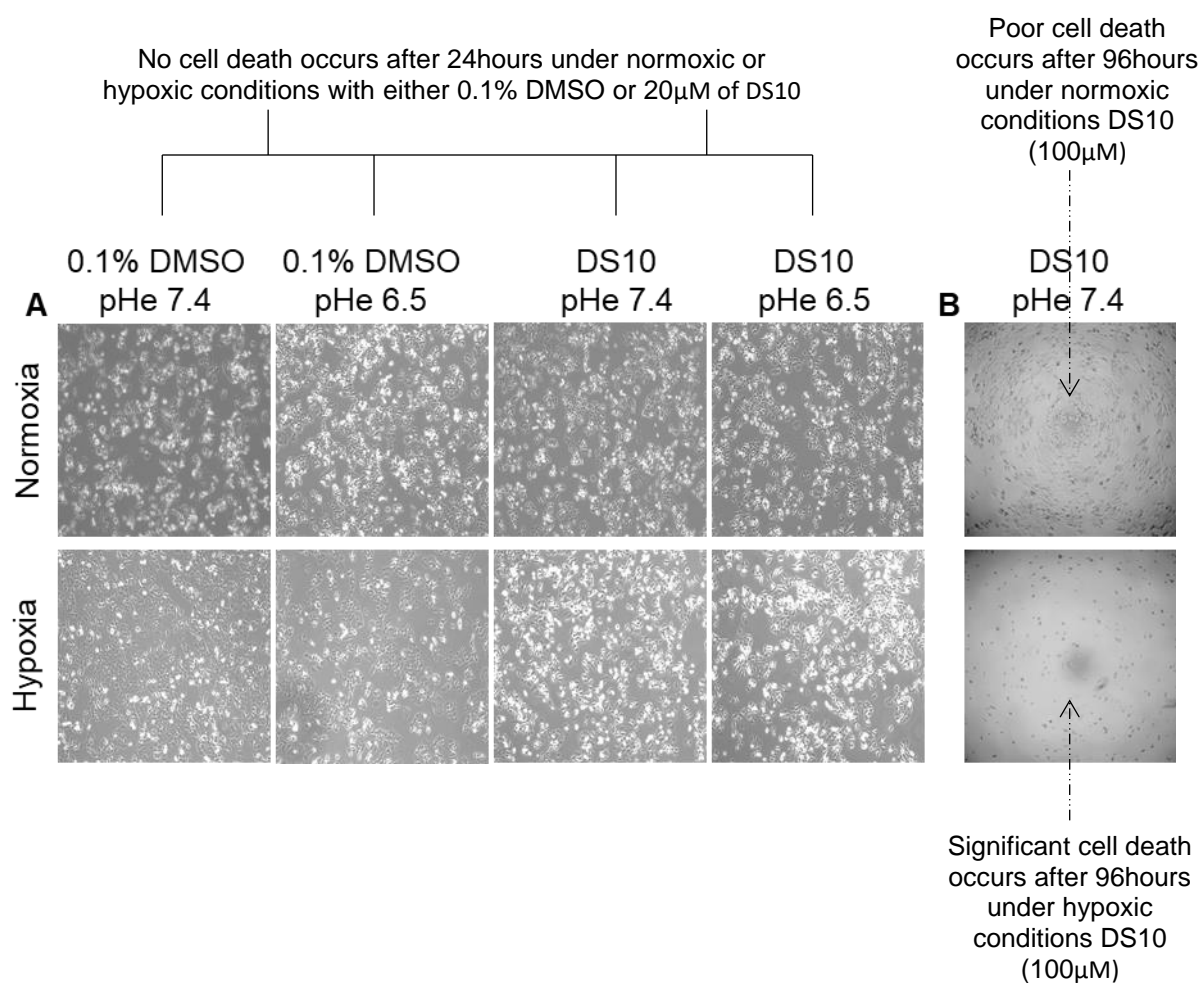 No cell death occurs after 24hours under normoxic or
hypoxic conditions with either 0.1% DMSO or 20µM of DS10
Poor cell death
occurs after 96hours
under normoxic
conditions DS10
(100µM)
0.1% DMSO
pHe 7.4
0.1% DMSO
pHe 6.5
DS10
pHe 7.4
DS10
pHe 6.5
DS10
pHe 7.4
A
B
Normoxia
Hypoxia
Significant cell death
occurs after 96hours
under hypoxic
conditions DS10
(100µM)